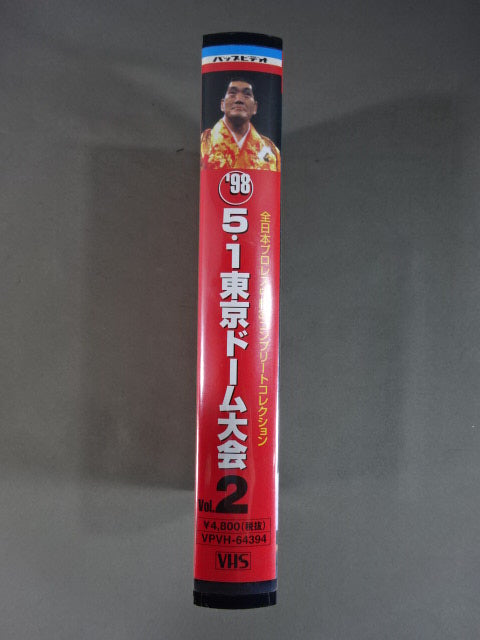 バップビデオ
'98
5・1東京ドーム大会
全日本プロレス中継コンプリートコレクション
Vol.2
￥4,800(税抜)
VPVH-64394
VHS